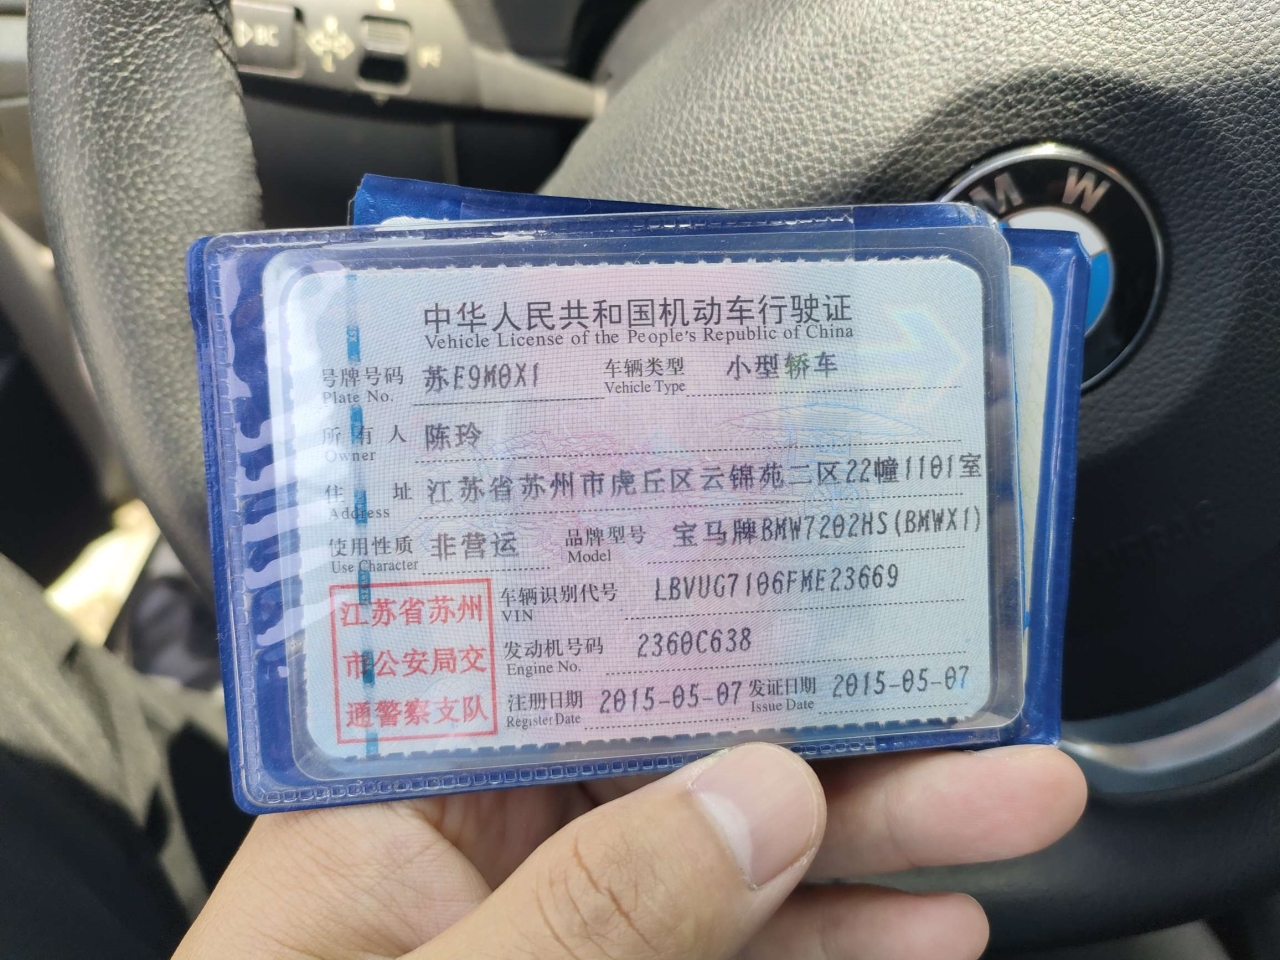 BC
M W
中华人民共和国机动车行驶证
Vehicle License of the People's Republic of China
号牌号码 苏E9M0X1 车辆类型 小型轿车
Plate No. Vehicle Type
所有人 陈玲
Owner
住址 江苏省苏州市虎丘区云锦苑二区22幢1101室
Address
使用性质 非营运 品牌型号 宝马牌BMW7202HS(BMWX1)
Use Character Model
车辆识别代号 LBVUG7106FME23669
VIN
发动机号码 2360C638
Engine No.
注册日期 2015-05-07 发证日期 2015-05-07
Register Date Issue Date
江苏省苏州
市公安局交
通警察支队